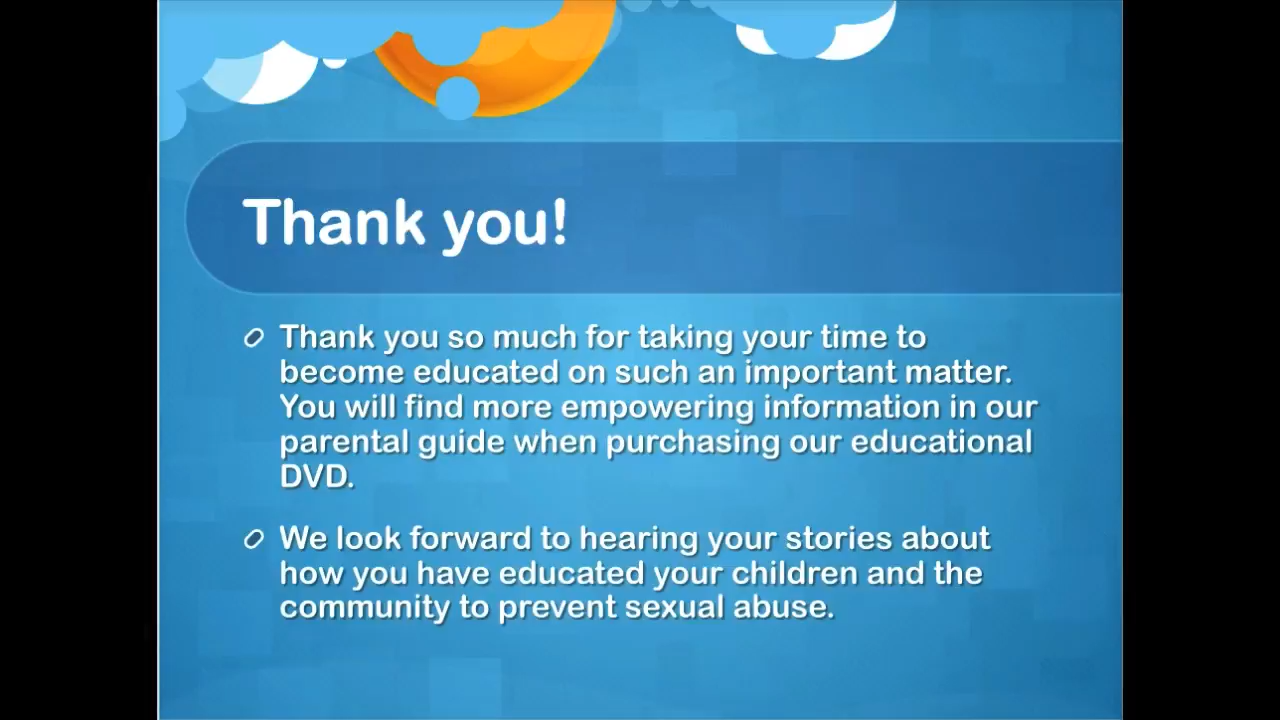 Thank you!
Thank you so much for taking your time to
become educated on such an important matter.
You will find more empowering information in our
parental guide when purchasing our educational
DVD.
We look forward to hearing your stories about
how you have educated your children and the
community to prevent sexual abuse.